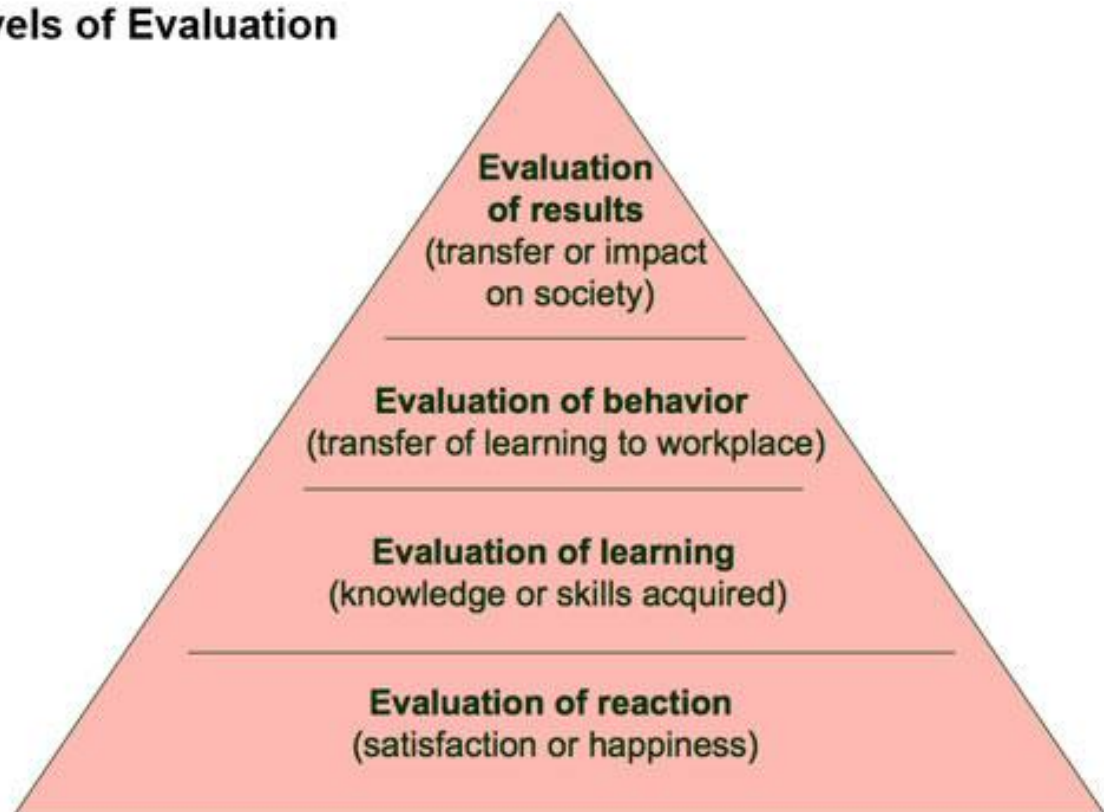 vels of Evaluation
Evaluation
of results
(transfer or impact
on society)
Evaluation of behavior
(transfer of learning to workplace)
Evaluation of learning
(knowledge or skills acquired)
Evaluation of reaction
(satisfaction or happiness)